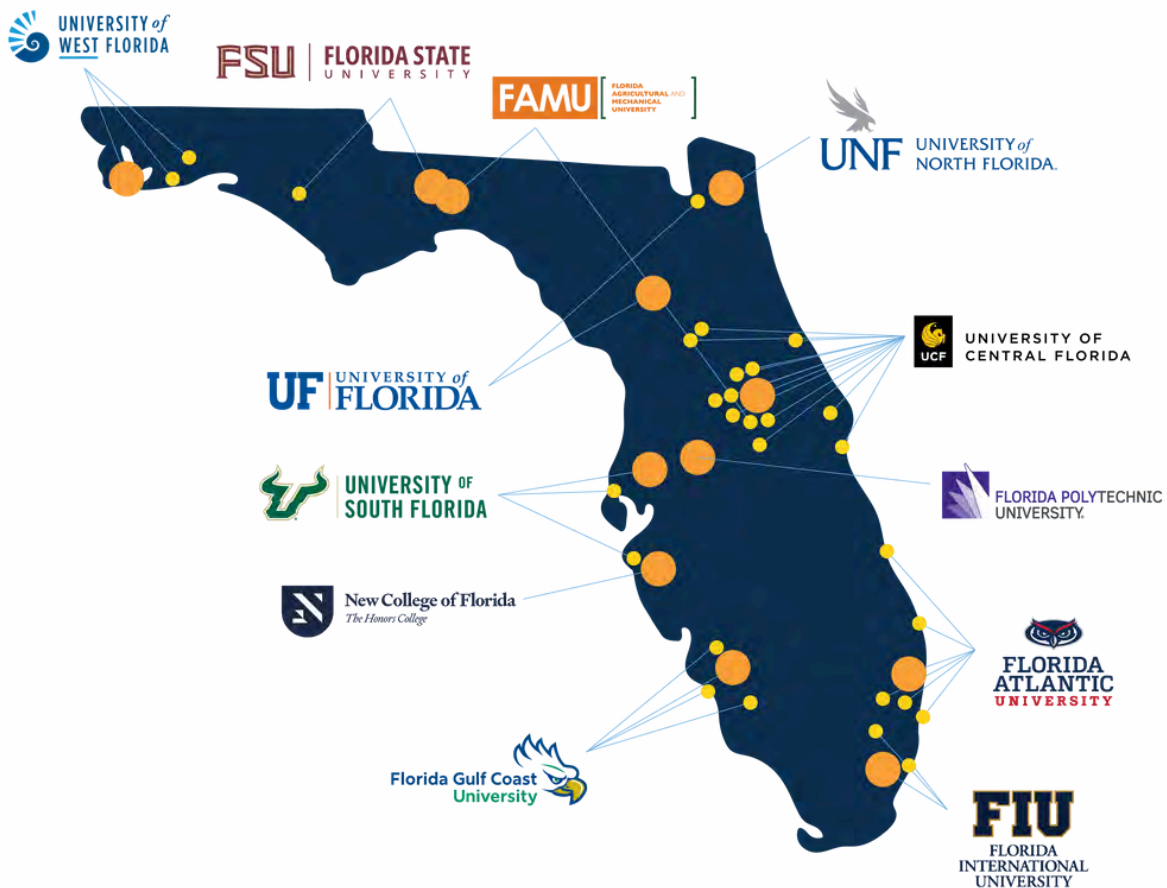 UNIVERSITY of
WEST FLORIDA
FSU
FLORIDA STATE
UNIVERSITY
FAMU
FLORIDA
AGRICULTURAL AND
MECHANICAL
UNIVERSITY
UNF
UNIVERSITY of
NORTH FLORIDA.
UCF
UNIVERSITY OF
CENTRAL FLORIDA
UF
UNIVERSITY of
FLORIDA
UNIVERSITY OF
SOUTH FLORIDA
FLORIDA POLYTECHNIC
UNIVERSITY.
N
New College of Florida
The Honors College
FLORIDA
ATLANTIC
UNIVERSITY
Florida Gulf Coast
University
FIU
FLORIDA
INTERNATIONAL
UNIVERSITY